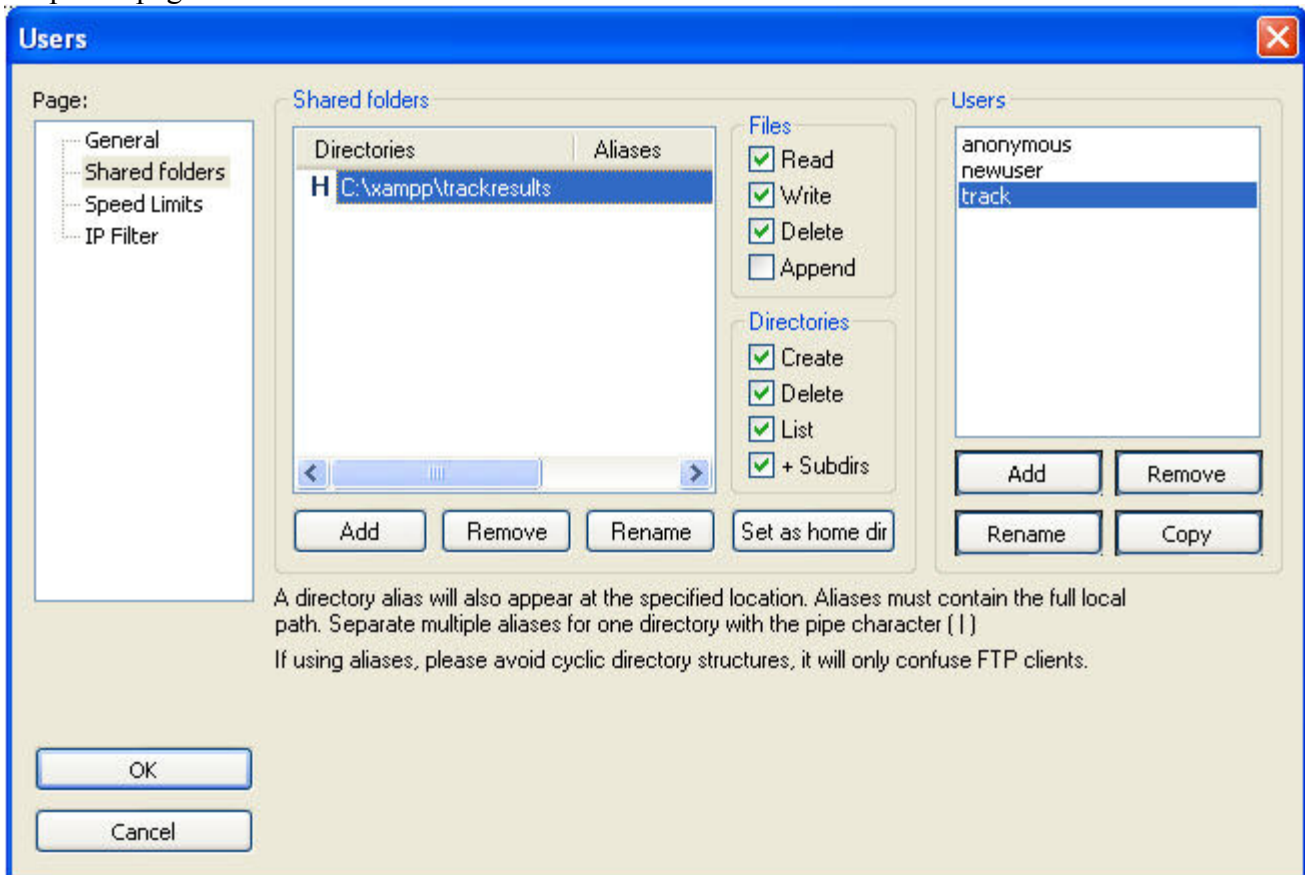 Users
Page:
General
Shared folders
Speed Limits
IP Filter
Shared folders
Directories Aliases
H C:\xampp\trackresults
Files
Read
Write
Delete
Append
Directories
Create
Delete
List
+ Subdirs
Add Remove Rename Set as home dir
Users
anonymous
newuser
track
Add Remove
Rename Copy
A directory alias will also appear at the specified location. Aliases must contain the full local
path. Separate multiple aliases for one directory with the pipe character ( | )
If using aliases, please avoid cyclic directory structures, it will only confuse FTP clients.
OK
Cancel